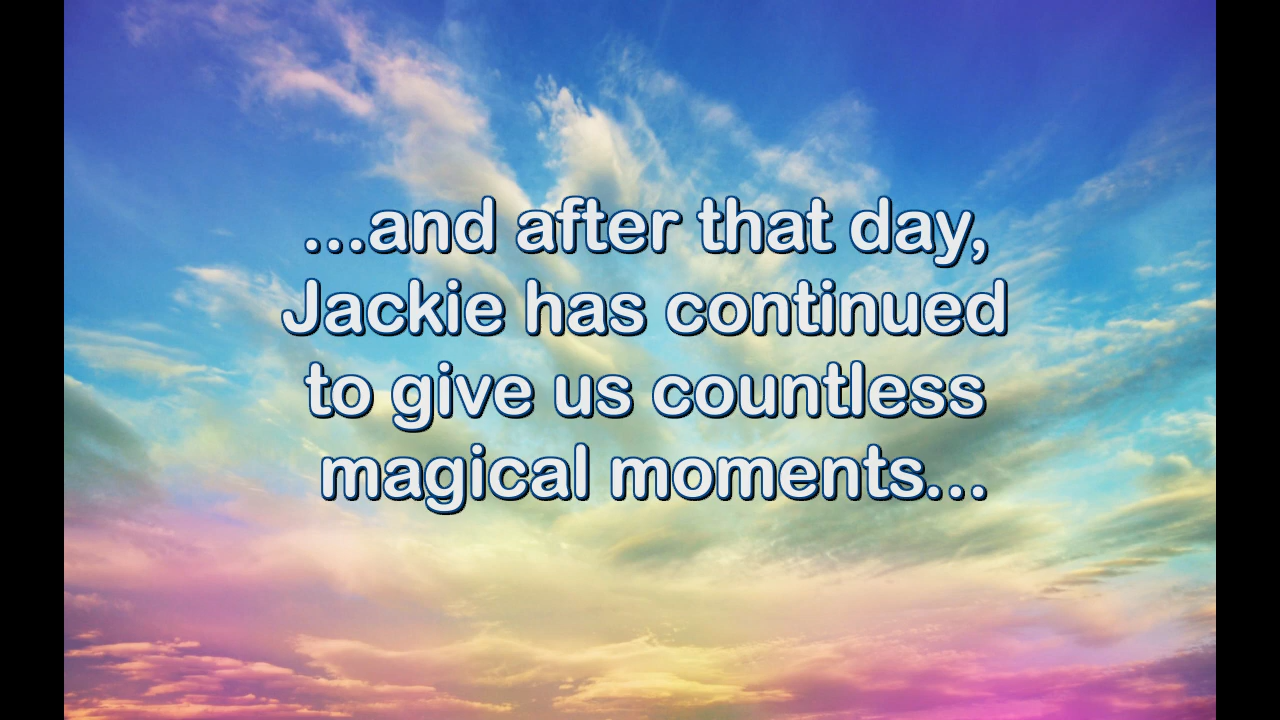 ...and after that day,
Jackie has continued
to give us countless
magical moments...